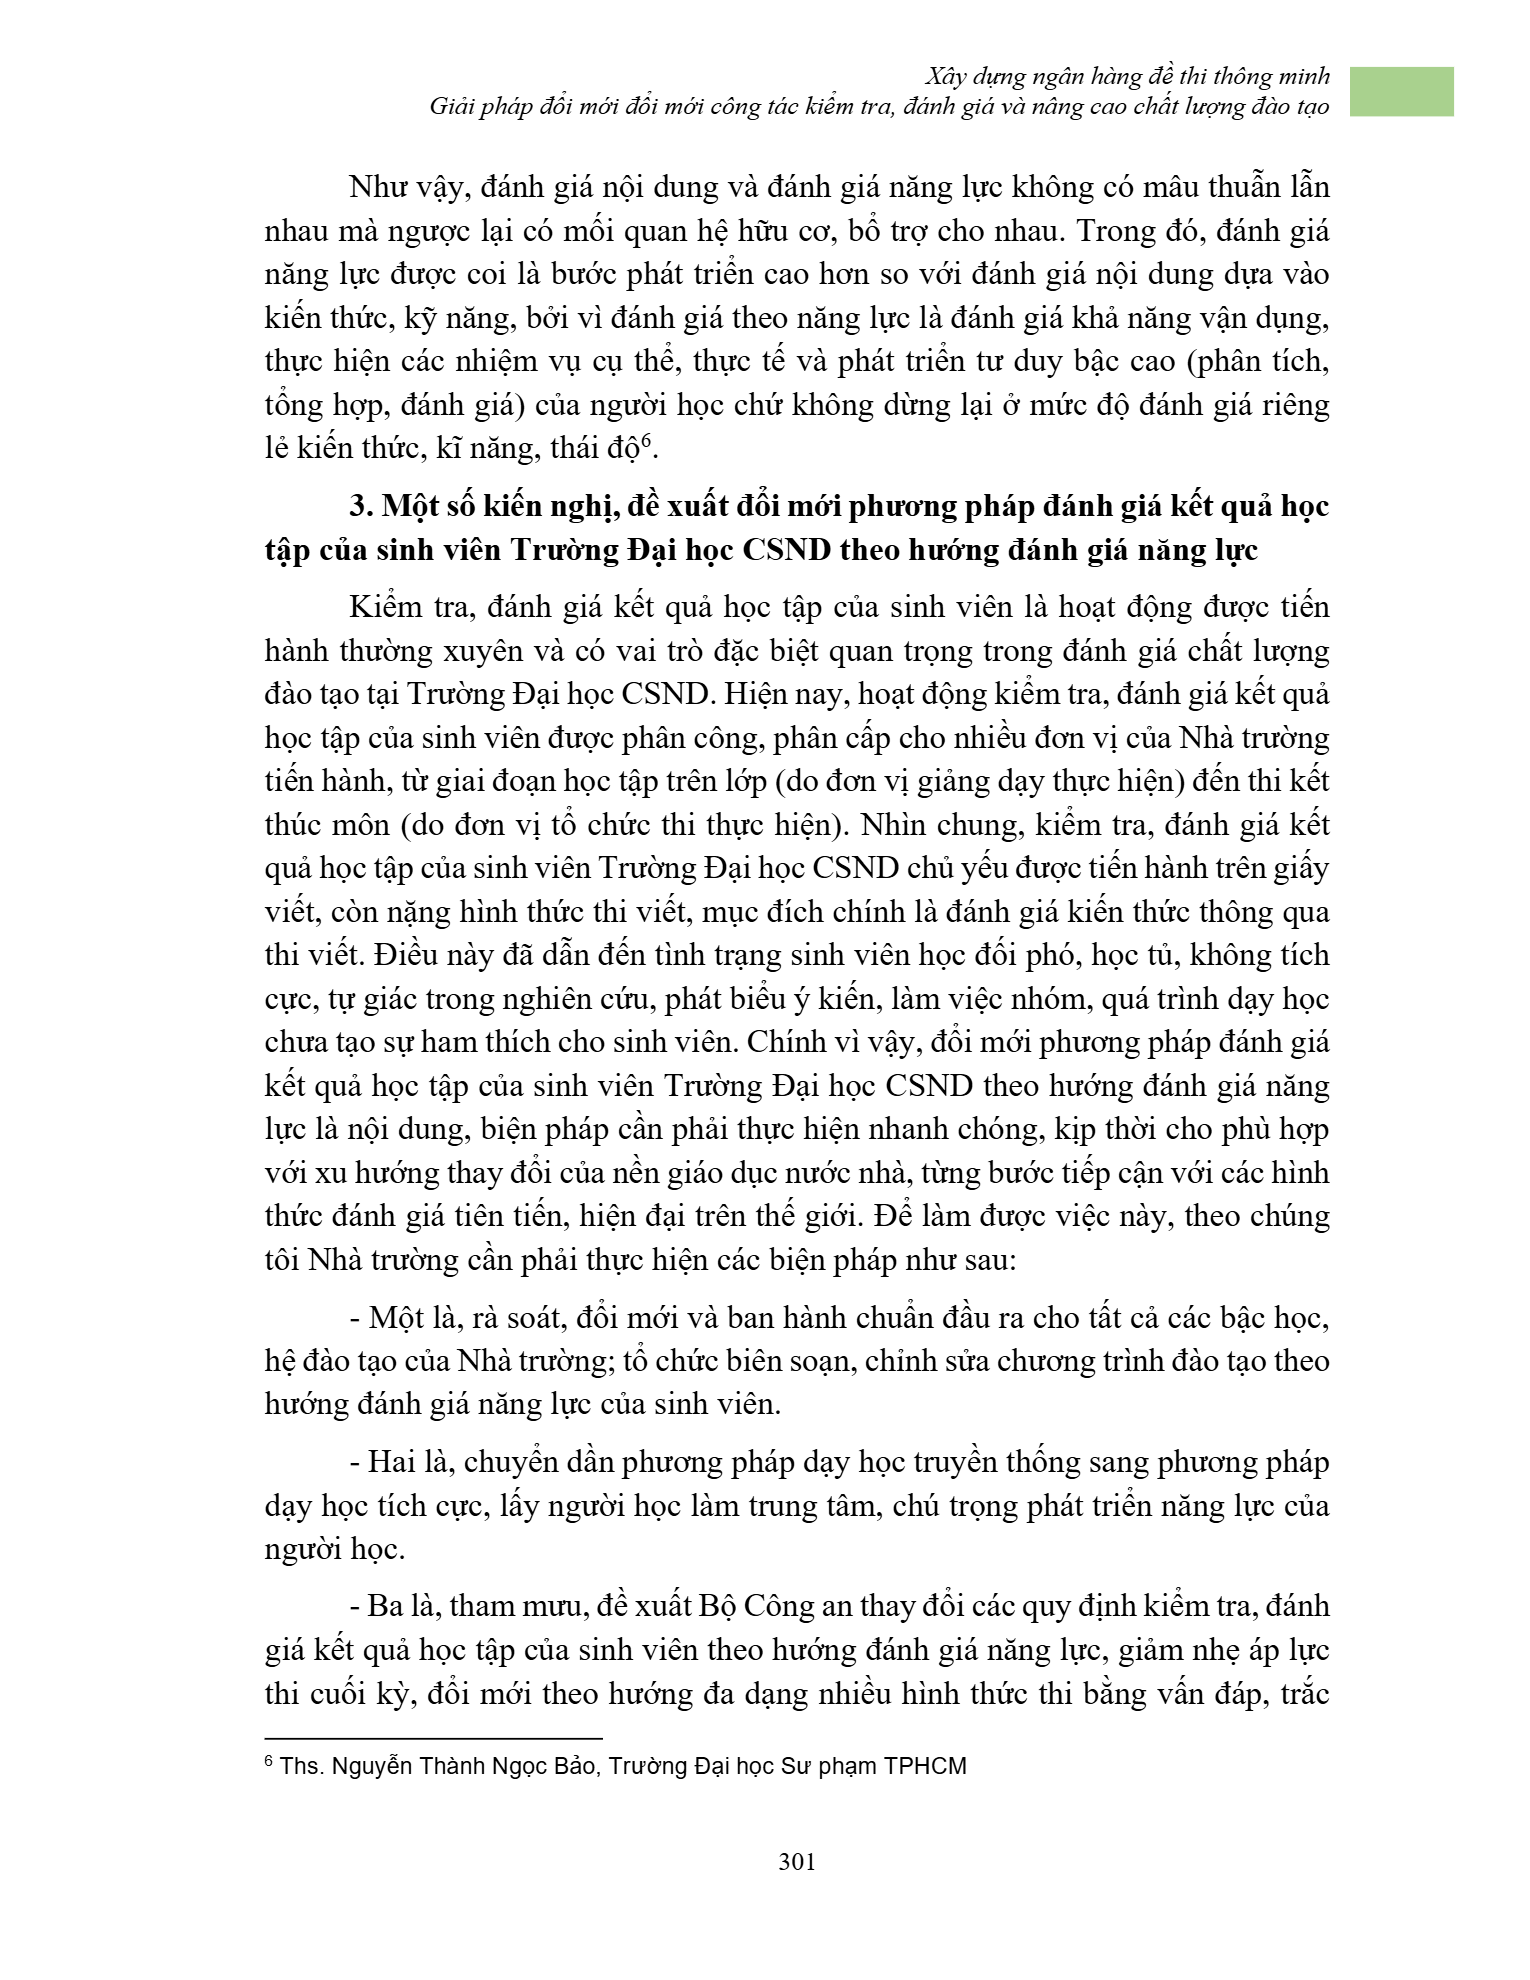 Xây dựng ngân hàng đề thi thông minh
Giải pháp đổi mới đổi mới công tác kiểm tra, đánh giá và nâng cao chất lượng đào tạo
Như vậy, đánh giá nội dung và đánh giá năng lực không có mâu thuẫn lẫn
nhau mà ngược lại có mối quan hệ hữu cơ, bổ trợ cho nhau. Trong đó, đánh giá
năng lực được coi là bước phát triển cao hơn so với đánh giá nội dung dựa vào
kiến thức, kỹ năng, bởi vì đánh giá theo năng lực là đánh giá khả năng vận dụng,
thực hiện các nhiệm vụ cụ thể, thực tế và phát triển tư duy bậc cao (phân tích,
tổng hợp, đánh giá) của người học chứ không dừng lại ở mức độ đánh giá riêng
lẻ kiến thức, kĩ năng, thái độ⁶.
3. Một số kiến nghị, đề xuất đổi mới phương pháp đánh giá kết quả học
tập của sinh viên Trường Đại học CSND theo hướng đánh giá năng lực
Kiểm tra, đánh giá kết quả học tập của sinh viên là hoạt động được tiến
hành thường xuyên và có vai trò đặc biệt quan trọng trong đánh giá chất lượng
đào tạo tại Trường Đại học CSND. Hiện nay, hoạt động kiểm tra, đánh giá kết quả
học tập của sinh viên được phân công, phân cấp cho nhiều đơn vị của Nhà trường
tiến hành, từ giai đoạn học tập trên lớp (do đơn vị giảng dạy thực hiện) đến thi kết
thúc môn (do đơn vị tổ chức thi thực hiện). Nhìn chung, kiểm tra, đánh giá kết
quả học tập của sinh viên Trường Đại học CSND chủ yếu được tiến hành trên giấy
viết, còn nặng hình thức thi viết, mục đích chính là đánh giá kiến thức thông qua
thi viết. Điều này đã dẫn đến tình trạng sinh viên học đối phó, học tủ, không tích
cực, tự giác trong nghiên cứu, phát biểu ý kiến, làm việc nhóm, quá trình dạy học
chưa tạo sự ham thích cho sinh viên. Chính vì vậy, đổi mới phương pháp đánh giá
kết quả học tập của sinh viên Trường Đại học CSND theo hướng đánh giá năng
lực là nội dung, biện pháp cần phải thực hiện nhanh chóng, kịp thời cho phù hợp
với xu hướng thay đổi của nền giáo dục nước nhà, từng bước tiếp cận với các hình
thức đánh giá tiên tiến, hiện đại trên thế giới. Để làm được việc này, theo chúng
tôi Nhà trường cần phải thực hiện các biện pháp như sau:
- Một là, rà soát, đổi mới và ban hành chuẩn đầu ra cho tất cả các bậc học,
hệ đào tạo của Nhà trường; tổ chức biên soạn, chỉnh sửa chương trình đào tạo theo
hướng đánh giá năng lực của sinh viên.
- Hai là, chuyển dần phương pháp dạy học truyền thống sang phương pháp
dạy học tích cực, lấy người học làm trung tâm, chú trọng phát triển năng lực của
người học.
- Ba là, tham mưu, đề xuất Bộ Công an thay đổi các quy định kiểm tra, đánh
giá kết quả học tập của sinh viên theo hướng đánh giá năng lực, giảm nhẹ áp lực
thi cuối kỳ, đổi mới theo hướng đa dạng nhiều hình thức thi bằng vấn đáp, trắc
⁶ Ths. Nguyễn Thành Ngọc Bảo, Trường Đại học Sư phạm TPHCM
301